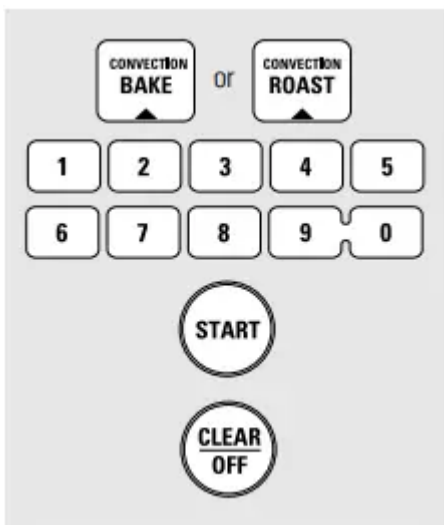 CONVECTION
BAKE
or
CONVECTION
ROAST
1 2 3 4 5
6 7 8 9 0
START
CLEAR
OFF